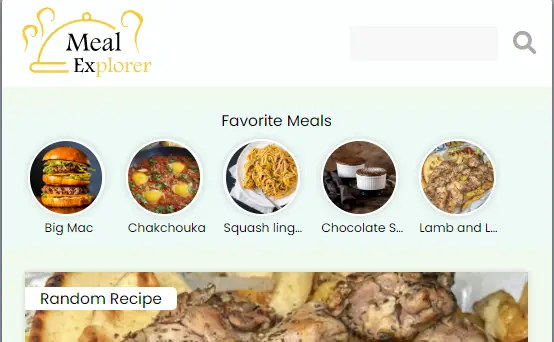 Meal
Explorer
Favorite Meals
Big Mac
Chakchouka
Squash ling...
Chocolate S...
Lamb and L...
Random Recipe